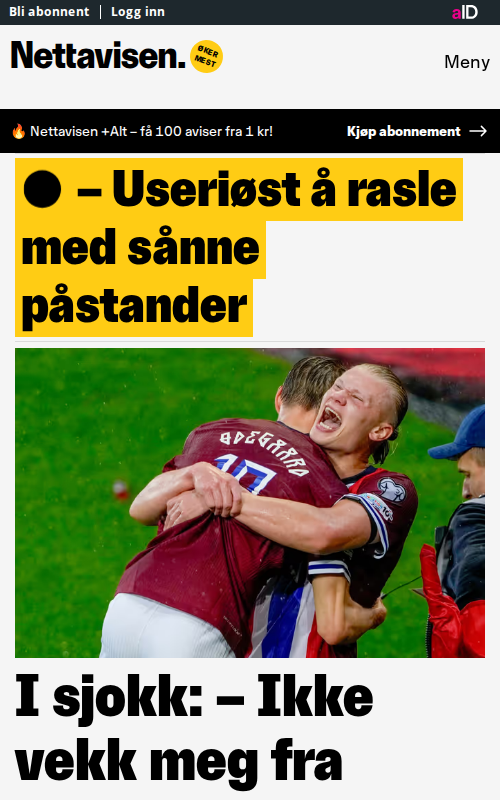 Bli abonnent | Logg inn
aID
Nettavisen.
ØKER
MEST
Meny
Nettavisen +Alt – få 100 aviser fra 1 kr!
Kjøp abonnement
– Useriøst å rasle
med sånne
påstander
ØDEGAARD
10
I sjokk: – Ikke
vekk meg fra